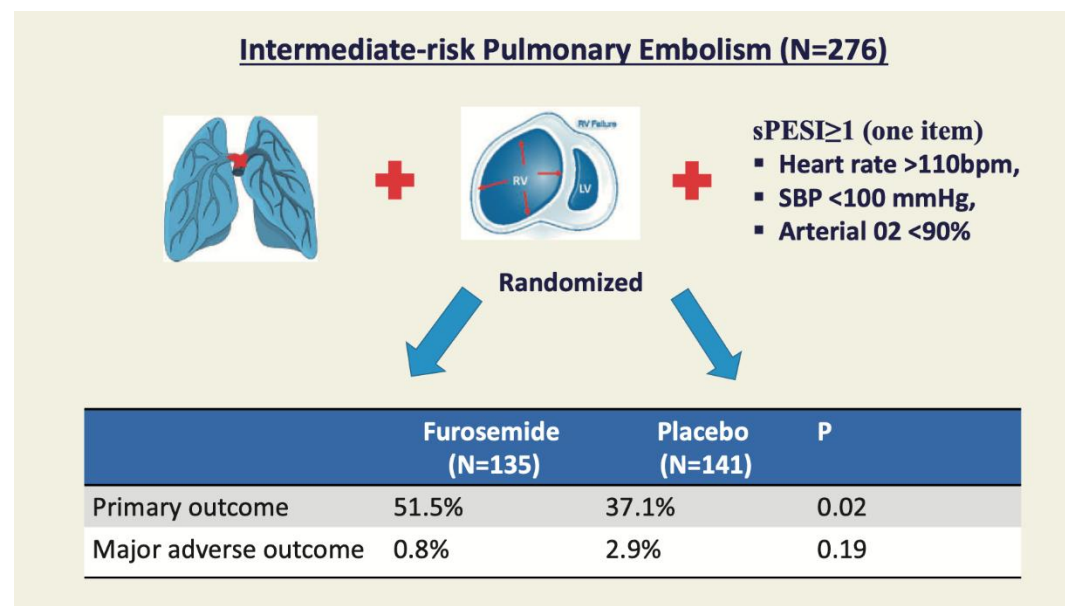 Intermediate-risk Pulmonary Embolism (N=276)
RV Failure
RV
LV
sPESI≥1 (one item)
▪ Heart rate >110bpm,
▪ SBP <100 mmHg,
▪ Arterial 02 <90%
Randomized
Furosemide (N=135) Placebo (N=141) P
Primary outcome 51.5% 37.1% 0.02
Major adverse outcome 0.8% 2.9% 0.19